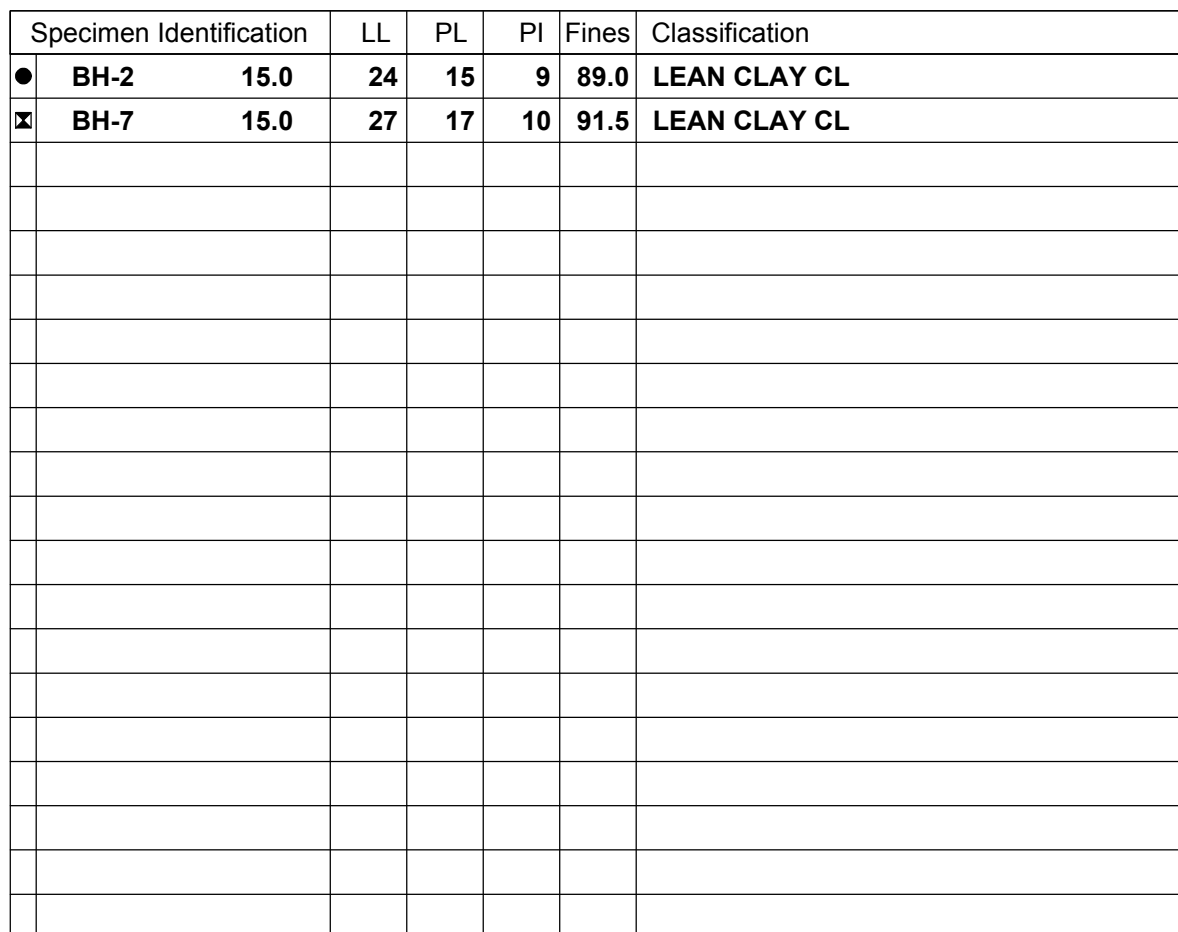 Specimen Identification LL PL PI Fines Classification
BH-2 15.0 24 15 9 89.0 LEAN CLAY CL
BH-7 15.0 27 17 10 91.5 LEAN CLAY CL